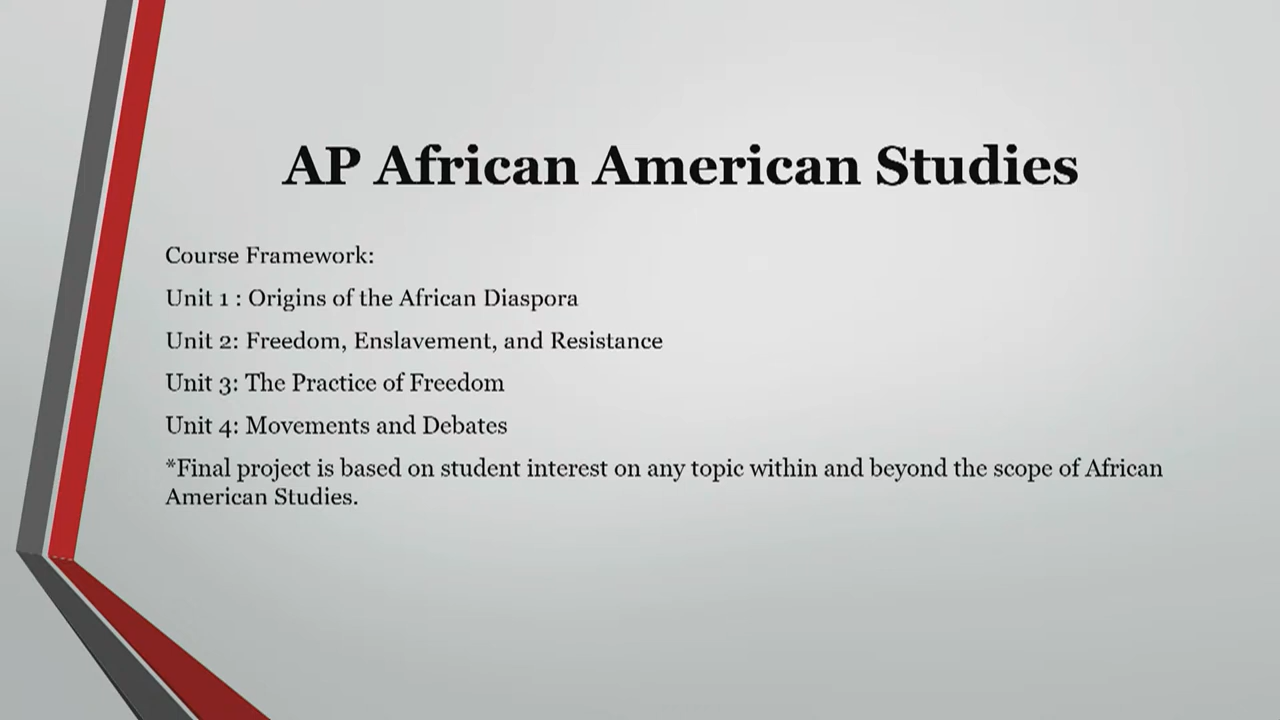 AP African American Studies
Course Framework:
Unit 1 : Origins of the African Diaspora
Unit 2: Freedom, Enslavement, and Resistance
Unit 3: The Practice of Freedom
Unit 4: Movements and Debates
*Final project is based on student interest on any topic within and beyond the scope of African
American Studies.